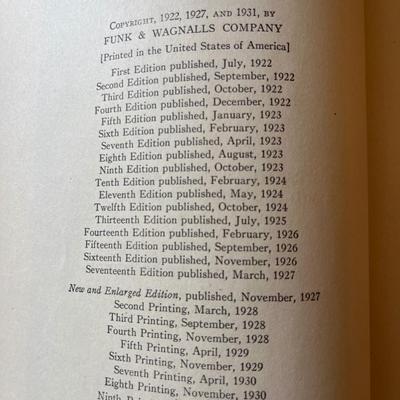 Copyright, 1922, 1927, and 1931, by
FUNK & WAGNALLS COMPANY
[Printed in the United States of America]
First Edition published, July, 1922
Second Edition published, September, 1922
Third Edition published, October, 1922
Fourth Edition published, December, 1922
Fifth Edition published, January, 1923
Sixth Edition published, February, 1923
Seventh Edition published, April, 1923
Eighth Edition published, August, 1923
Ninth Edition published, October, 1923
Tenth Edition published, February, 1924
Eleventh Edition published, May, 1924
Twelfth Edition published, October, 1924
Thirteenth Edition published, July, 1925
Fourteenth Edition published, February, 1926
Fifteenth Edition published, September, 1926
Sixteenth Edition published, November, 1926
Seventeenth Edition published, March, 1927
New and Enlarged Edition, published, November, 1927
Second Printing, March, 1928
Third Printing, September, 1928
Fourth Printing, November, 1928
Fifth Printing, April, 1929
Sixth Printing, November, 1929
Seventh Printing, April, 1930
Eighth Printing, November, 1930
Ninth